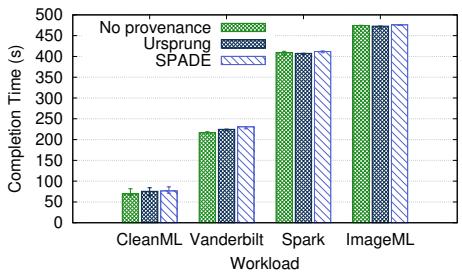 Completion Time (s)
500
450
400
350
300
250
200
150
100
50
0
No provenance
Ursprung
SPADE
CleanML Vanderbilt Spark ImageML
Workload